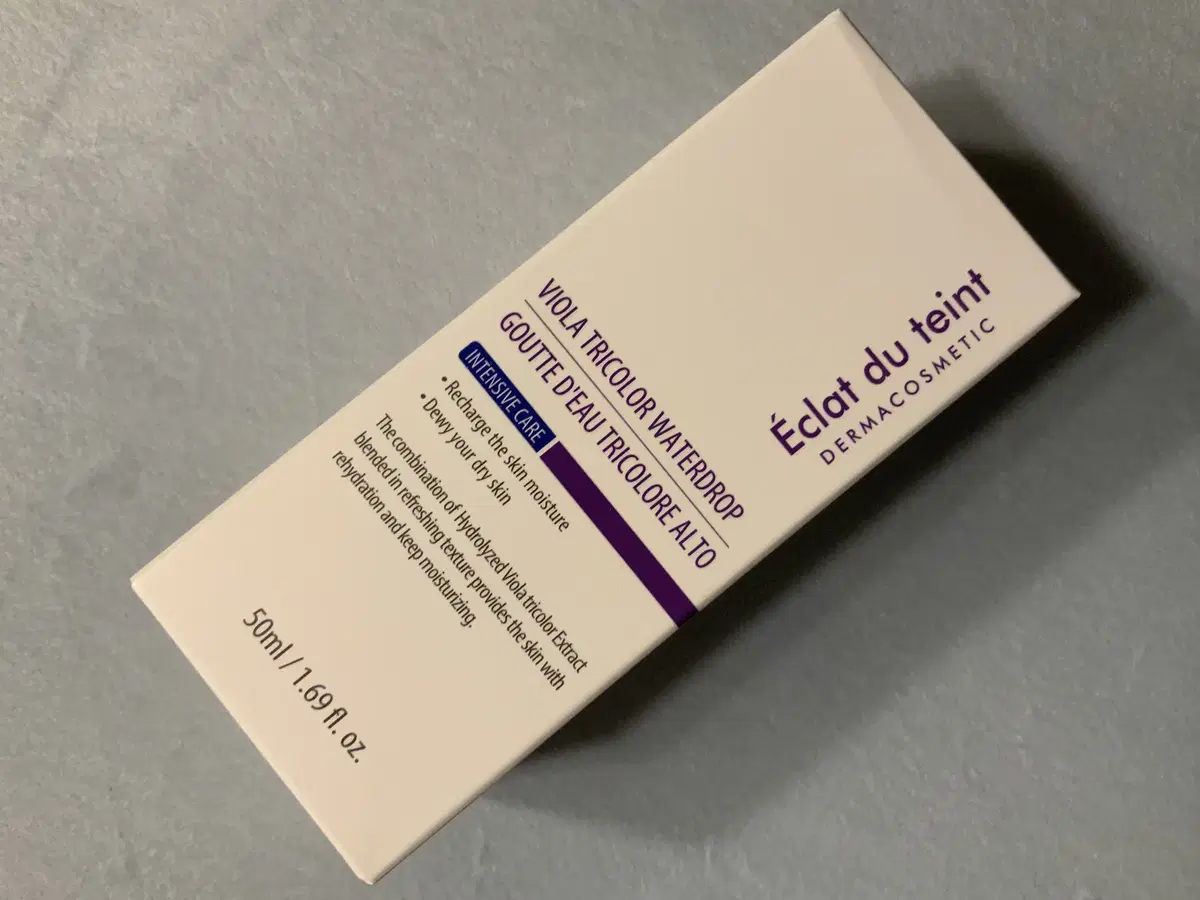 Éclat du teint
DERMACOSMETIC
VIOLA TRICOLOR WATERDROP
GOUTTE D'EAU TRICOLORE ALTO
INTENSIVE CARE
• Recharge the skin moisture
• Dewy your dry skin
The combination of Hydrolyzed Viola tricolor Extract
blended in refreshing texture provides the skin with
rehydration and keep moisturizing.
50ml / 1.69 fl. oz.